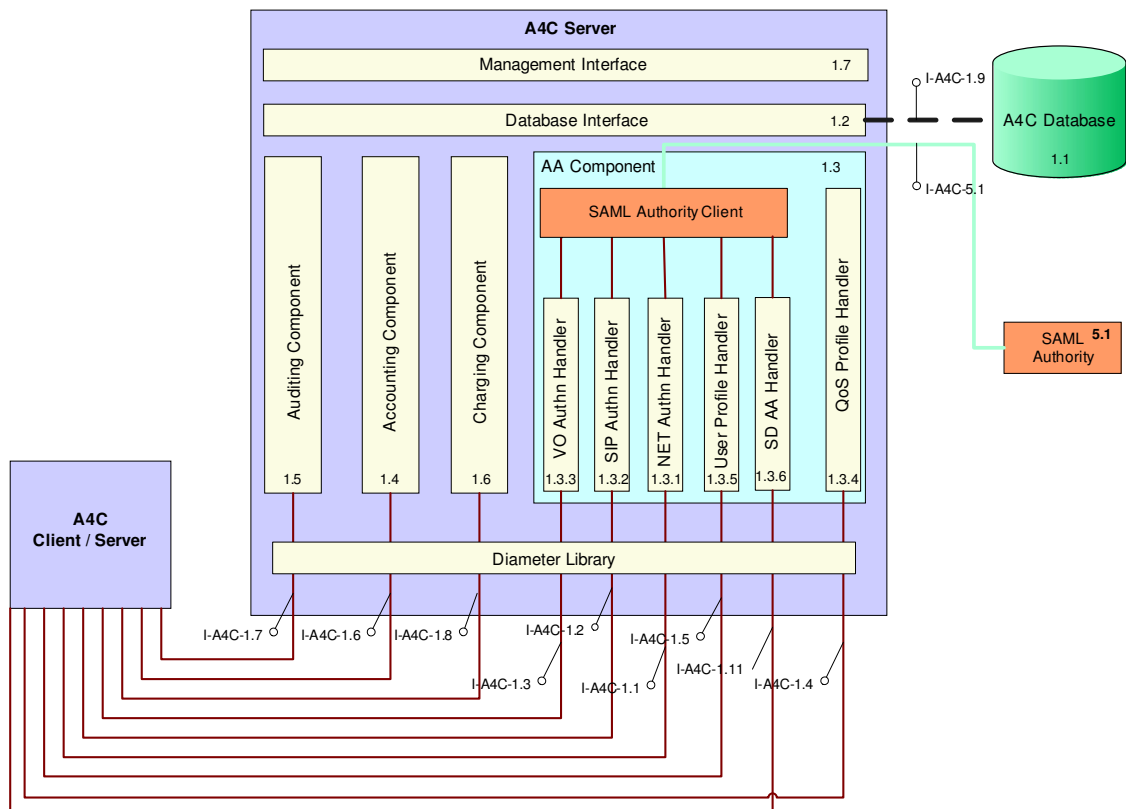 A4C Server
Management Interface
1.7
I-A4C-1.9
Database Interface
1.2
A4C Database
1.1
AA Component
1.3
I-A4C-5.1
SAML Authority Client
Auditing Component
1.5
Accounting Component
1.4
Charging Component
1.6
VO Authn Handler
1.3.3
SIP Authn Handler
1.3.2
NET Authn Handler
1.3.1
User Profile Handler
1.3.5
SD AA Handler
1.3.6
QoS Profile Handler
1.3.4
SAML 5.1
Authority
A4C
Client / Server
Diameter Library
I-A4C-1.7
I-A4C-1.6
I-A4C-1.8
I-A4C-1.2
I-A4C-1.5
I-A4C-1.11
I-A4C-1.3
I-A4C-1.1
I-A4C-1.4